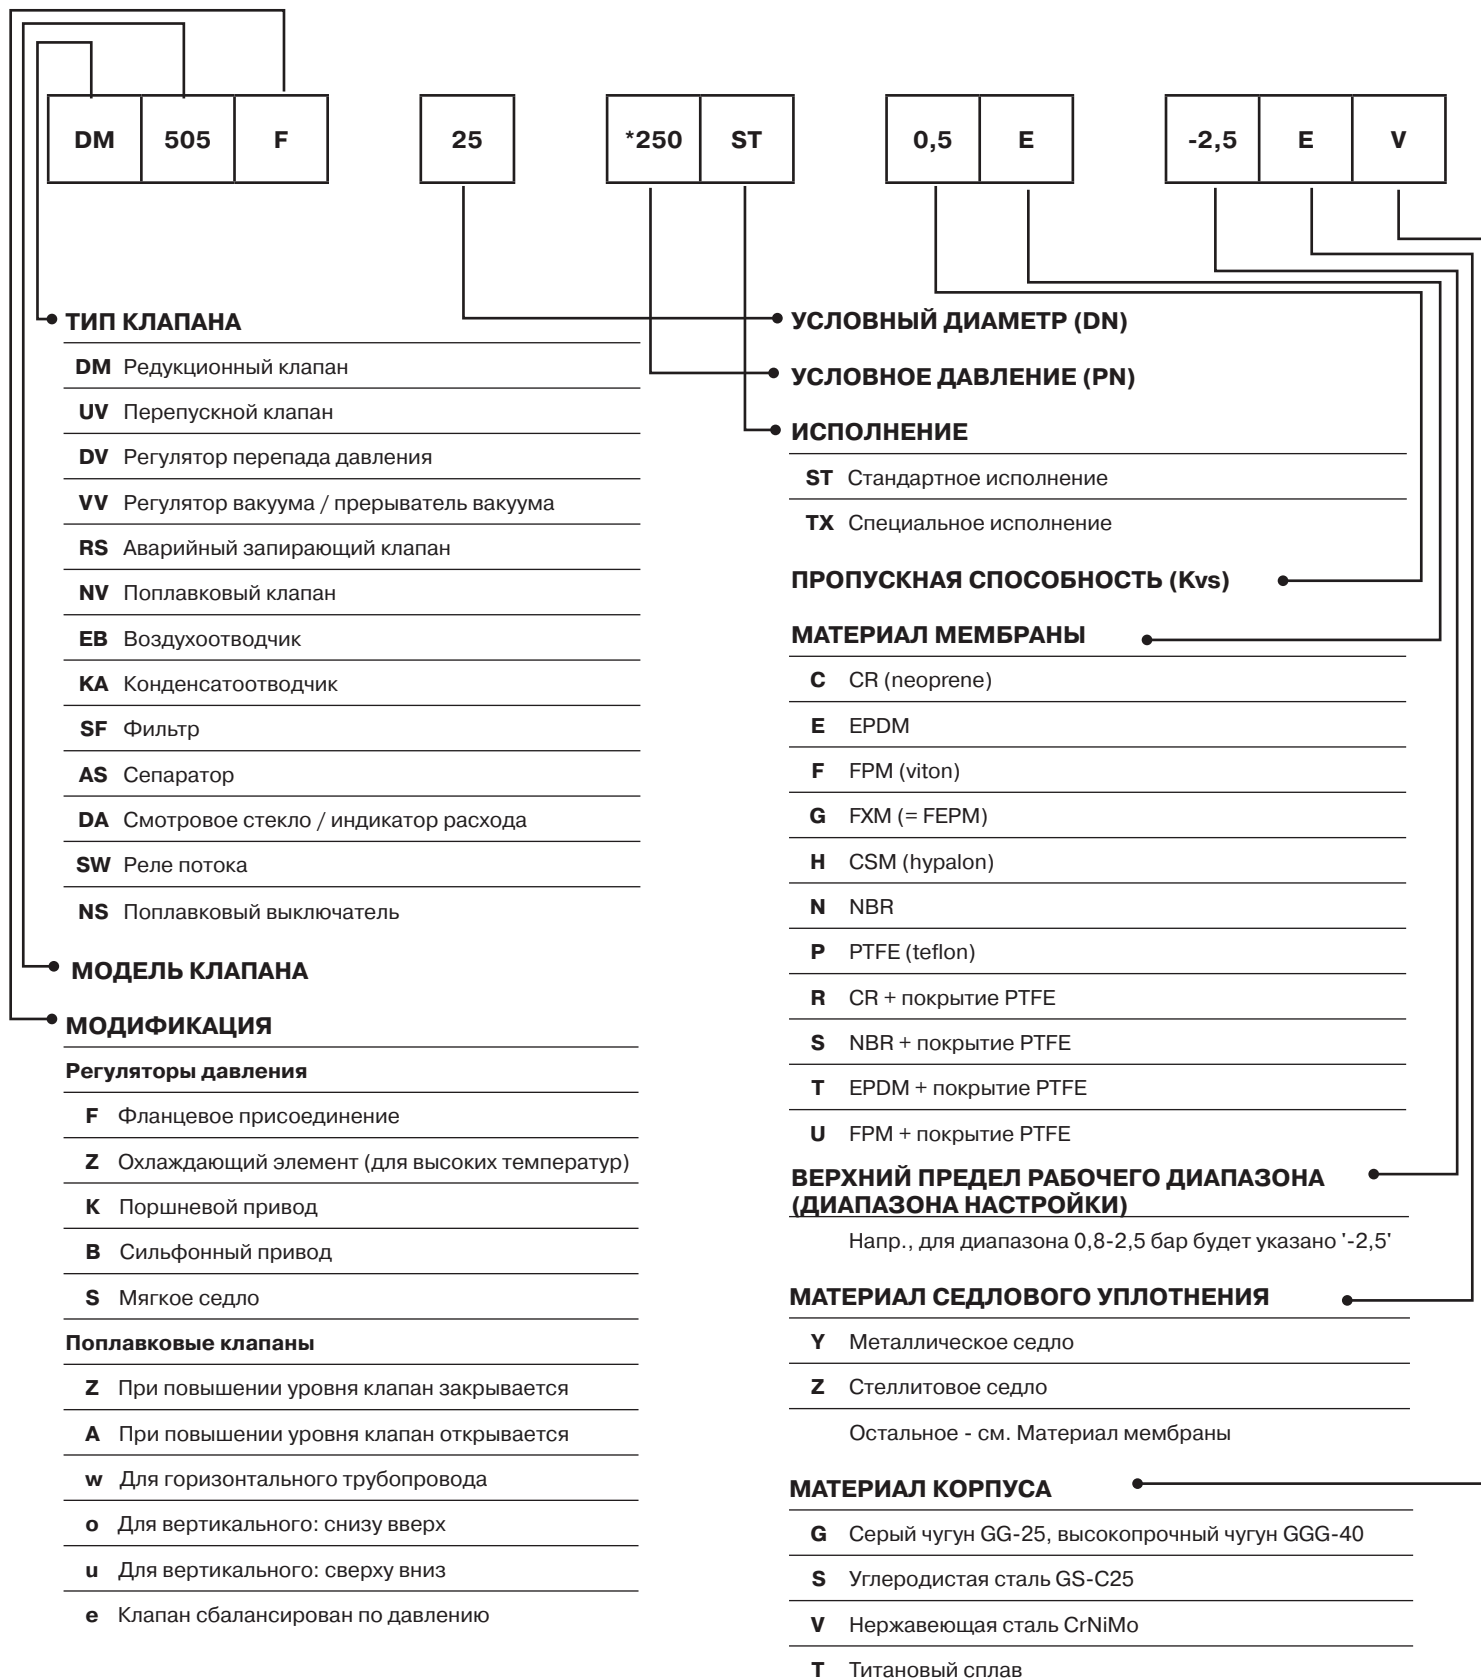 DM 505 F 25 *250 ST 0,5 E -2,5 E V
ТИП КЛАПАНА
DM Редукционный клапан
UV Перепускной клапан
DV Регулятор перепада давления
VV Регулятор вакуума / прерыватель вакуума
RS Аварийный запирающий клапан
NV Поплавковый клапан
EB Воздухоотводчик
KA Конденсатоотводчик
SF Фильтр
AS Сепаратор
DA Смотровое стекло / индикатор расхода
SW Реле потока
NS Поплавковый выключатель
МОДЕЛЬ КЛАПАНА
МОДИФИКАЦИЯ
Регуляторы давления
F Фланцевое присоединение
Z Охлаждающий элемент (для высоких температур)
K Поршневой привод
B Сильфонный привод
S Мягкое седло
Поплавковые клапаны
Z При повышении уровня клапан закрывается
A При повышении уровня клапан открывается
w Для горизонтального трубопровода
o Для вертикального: снизу вверх
u Для вертикального: сверху вниз
e Клапан сбалансирован по давлению
УСЛОВНЫЙ ДИАМЕТР (DN)
УСЛОВНОЕ ДАВЛЕНИЕ (PN)
ИСПОЛНЕНИЕ
ST Стандартное исполнение
TX Специальное исполнение
ПРОПУСКНАЯ СПОСОБНОСТЬ (Kvs)
МАТЕРИАЛ МЕМБРАНЫ
C CR (neoprene)
E EPDM
F FPM (viton)
G FXM (= FEPM)
H CSM (hypalon)
N NBR
P PTFE (teflon)
R CR + покрытие PTFE
S NBR + покрытие PTFE
T EPDM + покрытие PTFE
U FPM + покрытие PTFE
ВЕРХНИЙ ПРЕДЕЛ РАБОЧЕГО ДИАПАЗОНА
(ДИАПАЗОНА НАСТРОЙКИ)
Напр., для диапазона 0,8-2,5 бар будет указано '-2,5'
МАТЕРИАЛ СЕДЛОВОГО УПЛОТНЕНИЯ
Y Металлическое седло
Z Стеллитовое седло
Остальное - см. Материал мембраны
МАТЕРИАЛ КОРПУСА
G Серый чугун GG-25, высокопрочный чугун GGG-40
S Углеродистая сталь GS-C25
V Нержавеющая сталь CrNiMo
T Титановый сплав